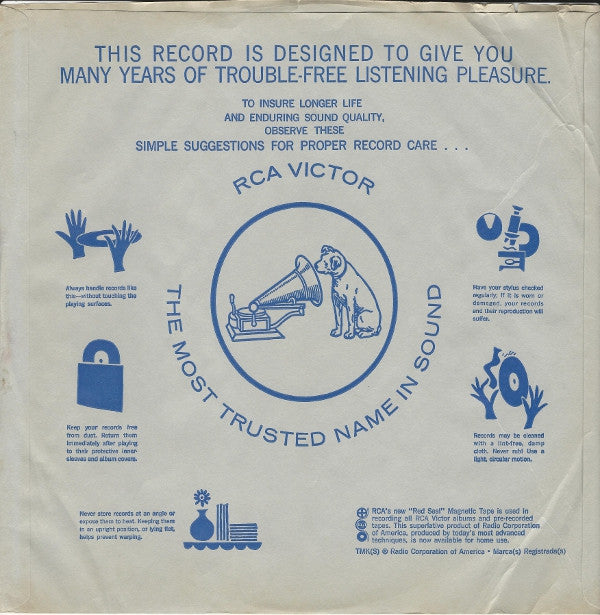 THIS RECORD IS DESIGNED TO GIVE YOU
MANY YEARS OF TROUBLE-FREE LISTENING PLEASURE.
TO INSURE LONGER LIFE
AND ENDURING SOUND QUALITY,
OBSERVE THESE
SIMPLE SUGGESTIONS FOR PROPER RECORD CARE . . .
RCA VICTOR
THE MOST TRUSTED NAME IN SOUND
Always handle records like
this—without touching the
playing surfaces.
Have your stylus checked
regularly. If it is worn or
damaged, your records
and their reproduction will
suffer.
Keep your records free
from dust. Return them
immediately after playing
to their protective inner-
sleeves and album covers.
Records may be cleaned
with a lint-free, damp
cloth. Never rub! Use a
light, circular motion.
Never store records at an angle or
expose them to heat. Keeping them
in an upright position, or lying flat,
helps prevent warping.
RCA's new "Red Seal" Magnetic Tape is used in
recording all RCA Victor albums and pre-recorded
tapes. This superlative product of Radio Corporation
of America, produced by today's most advanced
techniques, is now available for home use.
TMK(S) ® Radio Corporation of America • Marca(s) Registrada(s)